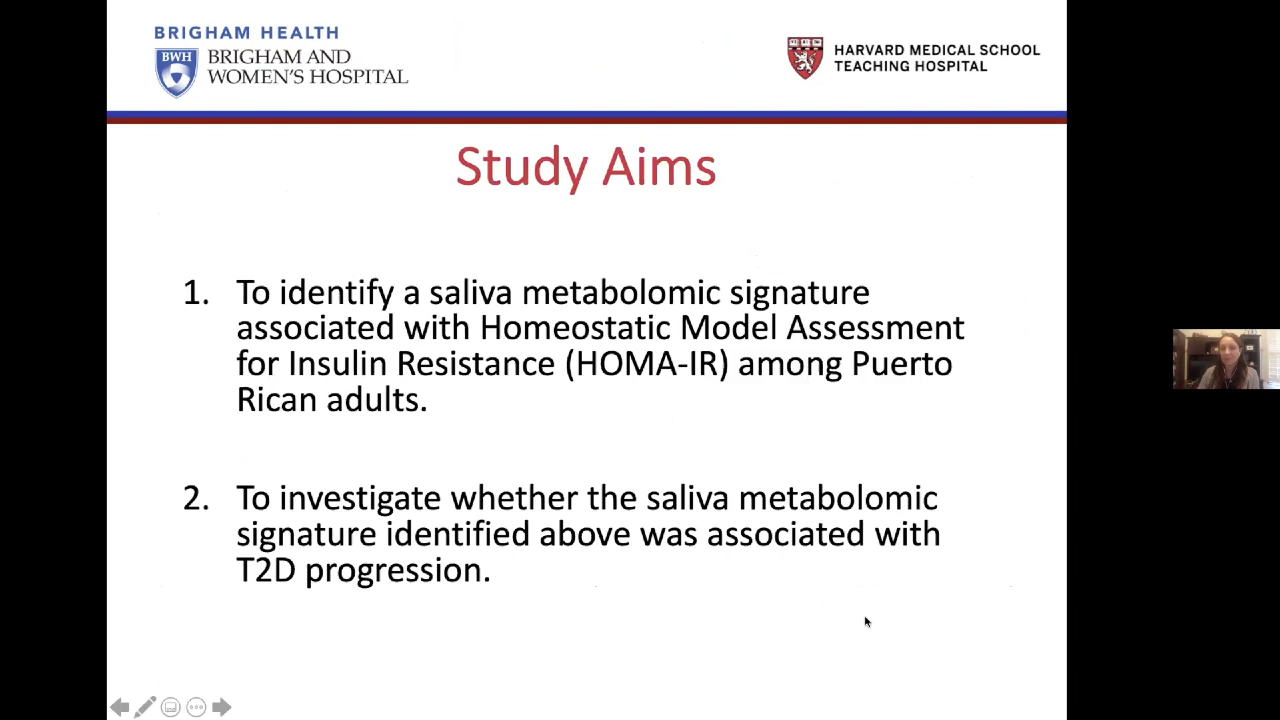 BRIGHAM HEALTH
BWH
BRIGHAM AND
WOMEN'S HOSPITAL
HARVARD MEDICAL SCHOOL
TEACHING HOSPITAL
Study Aims
1. To identify a saliva metabolomic signature
associated with Homeostatic Model Assessment
for Insulin Resistance (HOMA-IR) among Puerto
Rican adults.
2. To investigate whether the saliva metabolomic
signature identified above was associated with
T2D progression.